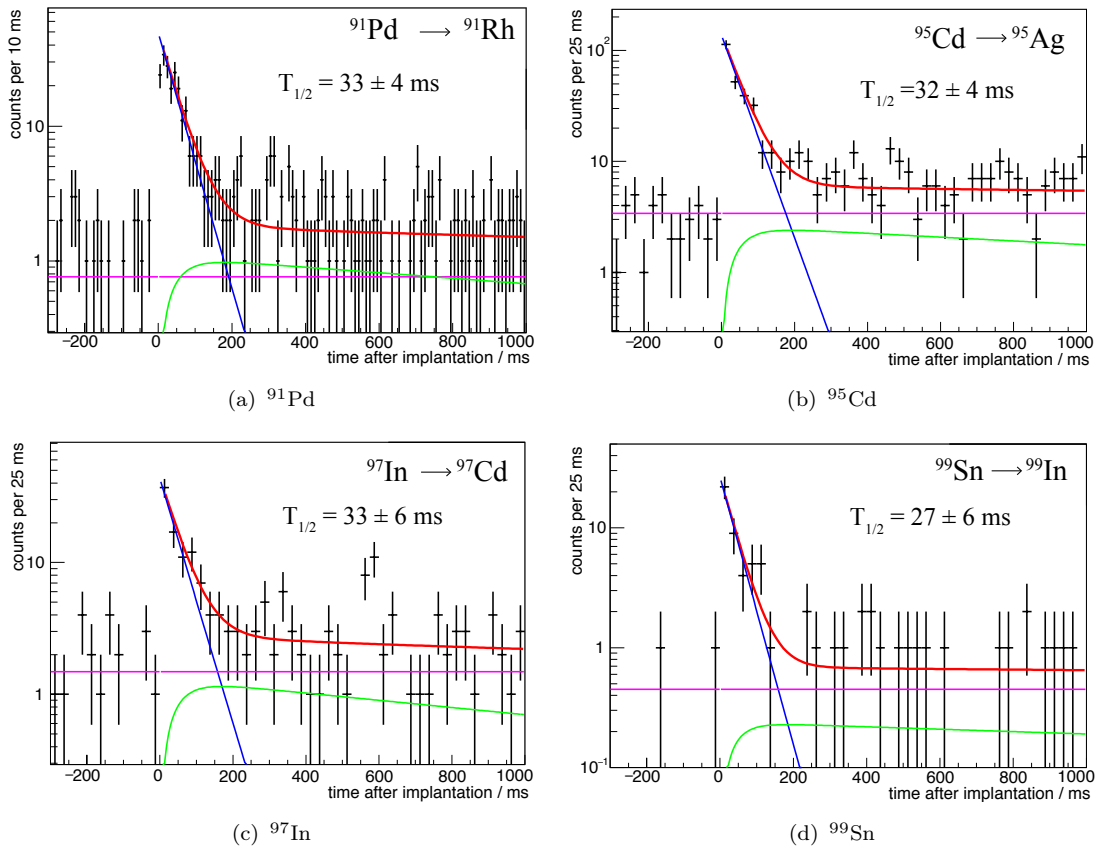 ⁹¹Pd → ⁹¹Rh
T₁/₂ = 33 ± 4 ms
counts per 10 ms
10
1
−200 0 200 400 600 800 1000
time after implantation / ms
(a) ⁹¹Pd
⁹⁵Cd → ⁹⁵Ag
T₁/₂ =32 ± 4 ms
counts per 25 ms
10²
10
1
−200 0 200 400 600 800 1000
time after implantation / ms
(b) ⁹⁵Cd
⁹⁷In → ⁹⁷Cd
T₁/₂ = 33 ± 6 ms
counts per 25 ms
10
1
−200 0 200 400 600 800 1000
time after implantation / ms
(c) ⁹⁷In
⁹⁹Sn → ⁹⁹In
T₁/₂ = 27 ± 6 ms
counts per 25 ms
10
1
10⁻¹
−200 0 200 400 600 800 1000
time after implantation / ms
(d) ⁹⁹Sn